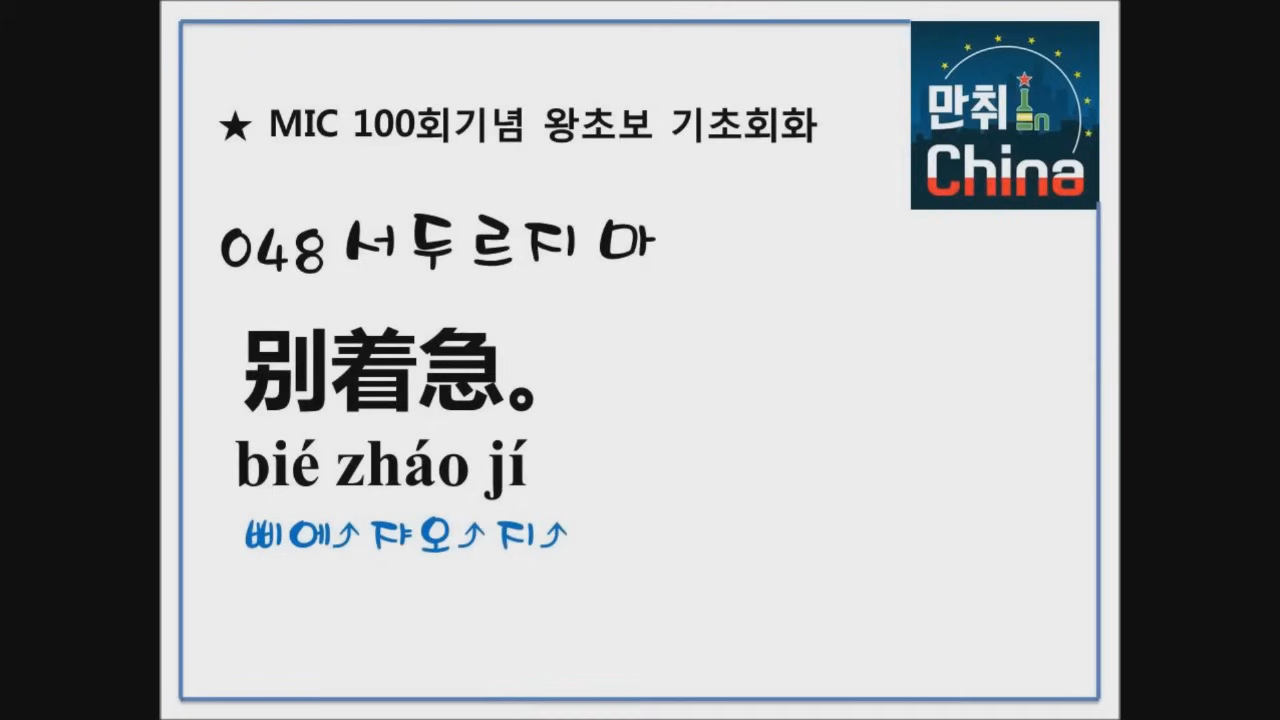 ★ MIC 100회기념 왕초보 기초회화
만취 in
China
048 서두르지 마
别着急。
bié zháo jí
삐에⤴ 쟈오⤴ 지⤴